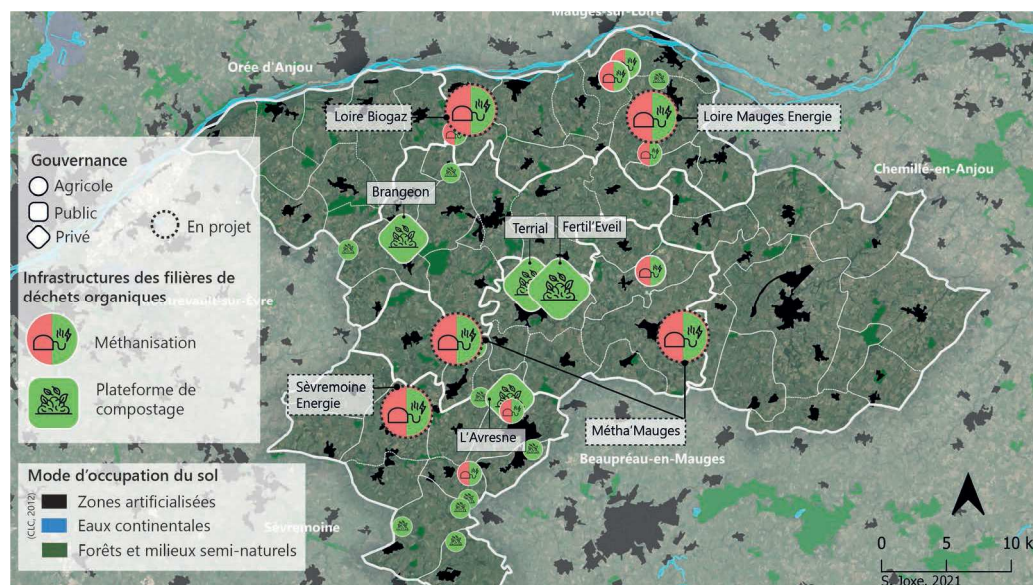 Mauges-sur-Loire
Orée d'Anjou
Loire Biogaz
Loire Mauges Energie
Chemillé-en-Anjou
Gouvernance
Agricole
Public
Privé
En projet
Brangeon
Terrial
Fertil'Eveil
Infrastructures des filières de
déchets organiques
Méthanisation
Plateforme de
compostage
Sèvremoine
Energie
L'Avresne
Métha'Mauges
Beaupréau-en-Mauges
Mode d'occupation du sol
(CLC, 2012)
Zones artificialisées
Eaux continentales
Forêts et milieux semi-naturels
Sèvremoine
0 5 10 k
S. Joxe, 2021